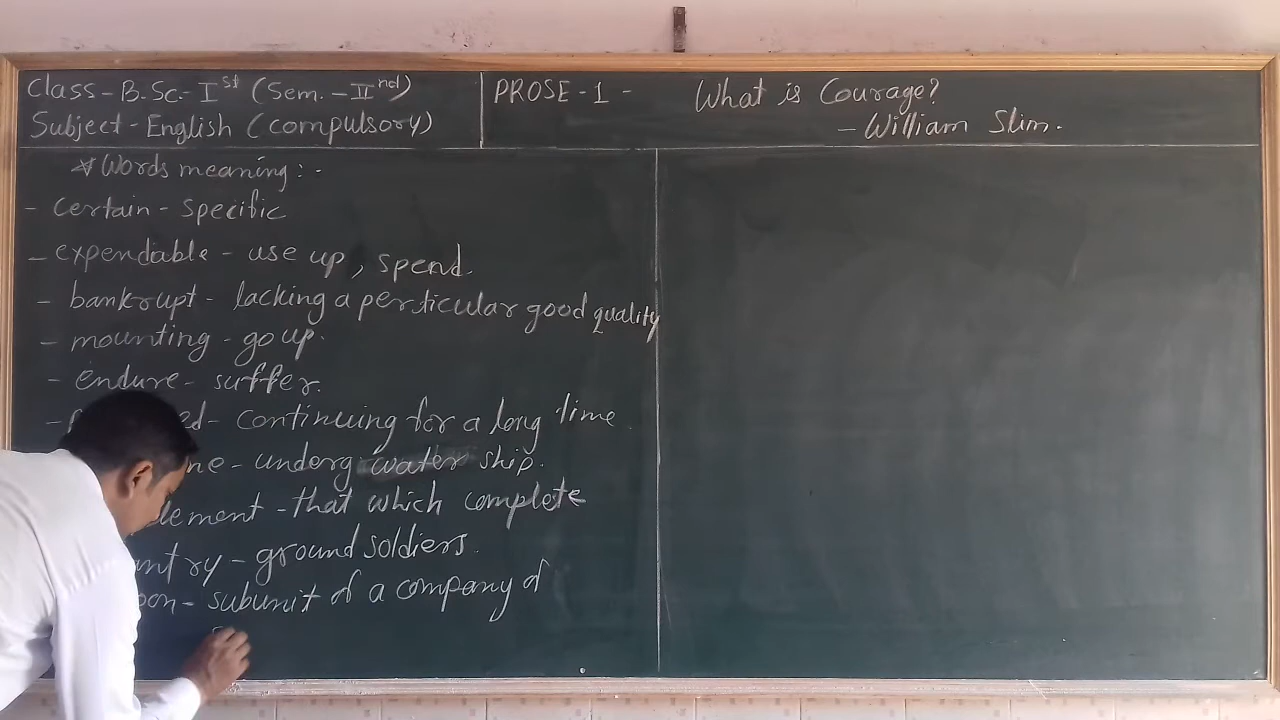 Class - B.Sc.- Ist (Sem. - IInd)
Subject - English (compulsory)
PROSE - 1 - What is Courage?
- William Slim.
Words meaning : -
- Certain - specific
- expendable - use up, spend.
- bankrupt - lacking a perticular good quality
- mounting - go up.
- endure - suffer.
- ed - continuing for a long time.
ne - underg water ship.
lement - that which complete
ntry - ground soldiers.
oon - subunit of a company of